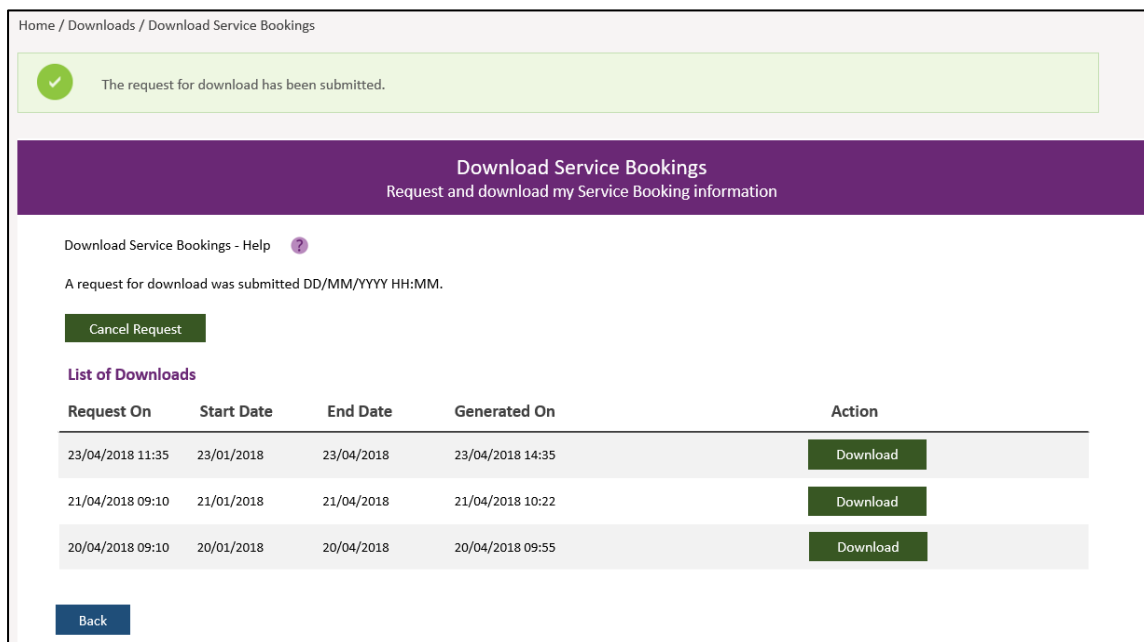 Home / Downloads / Download Service Bookings
The request for download has been submitted.
Download Service Bookings
Request and download my Service Booking information
Download Service Bookings - Help ?
A request for download was submitted DD/MM/YYYY HH:MM.
Cancel Request
List of Downloads
Request On Start Date End Date Generated On Action
23/04/2018 11:35 23/01/2018 23/04/2018 23/04/2018 14:35 Download
21/04/2018 09:10 21/01/2018 21/04/2018 21/04/2018 10:22 Download
20/04/2018 09:10 20/01/2018 20/04/2018 20/04/2018 09:55 Download
Back